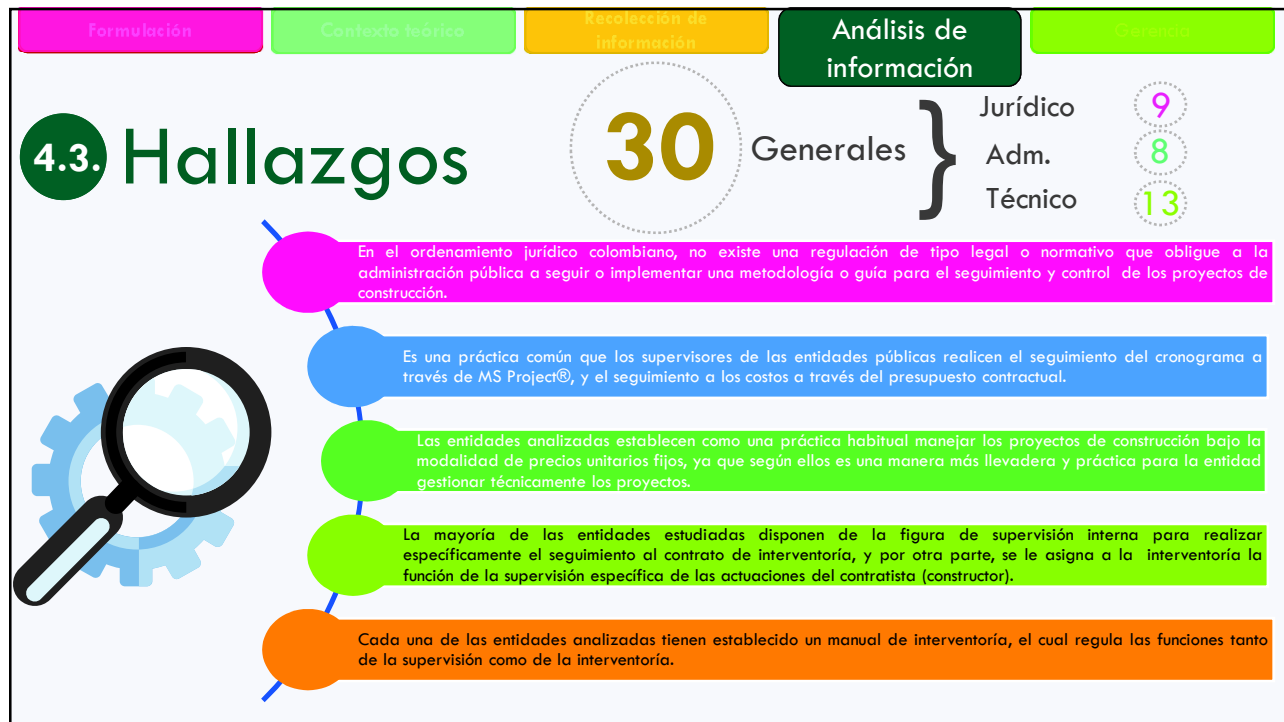 Formulación
Contexto teórico
Recolección de
información
Análisis de
información
Gerencia
4.3. Hallazgos
30 Generales }
Jurídico 9
Adm. 8
Técnico 13
En el ordenamiento jurídico colombiano, no existe una regulación de tipo legal o normativo que obligue a la
administración pública a seguir o implementar una metodología o guía para el seguimiento y control de los proyectos de
construcción.
Es una práctica común que los supervisores de las entidades públicas realicen el seguimiento del cronograma a
través de MS Project®, y el seguimiento a los costos a través del presupuesto contractual.
Las entidades analizadas establecen como una práctica habitual manejar los proyectos de construcción bajo la
modalidad de precios unitarios fijos, ya que según ellos es una manera más llevadera y práctica para la entidad
gestionar técnicamente los proyectos.
La mayoría de las entidades estudiadas disponen de la figura de supervisión interna para realizar
específicamente el seguimiento al contrato de interventoría, y por otra parte, se le asigna a la interventoría la
función de la supervisión específica de las actuaciones del contratista (constructor).
Cada una de las entidades analizadas tienen establecido un manual de interventoría, el cual regula las funciones tanto
de la supervisión como de la interventoría.